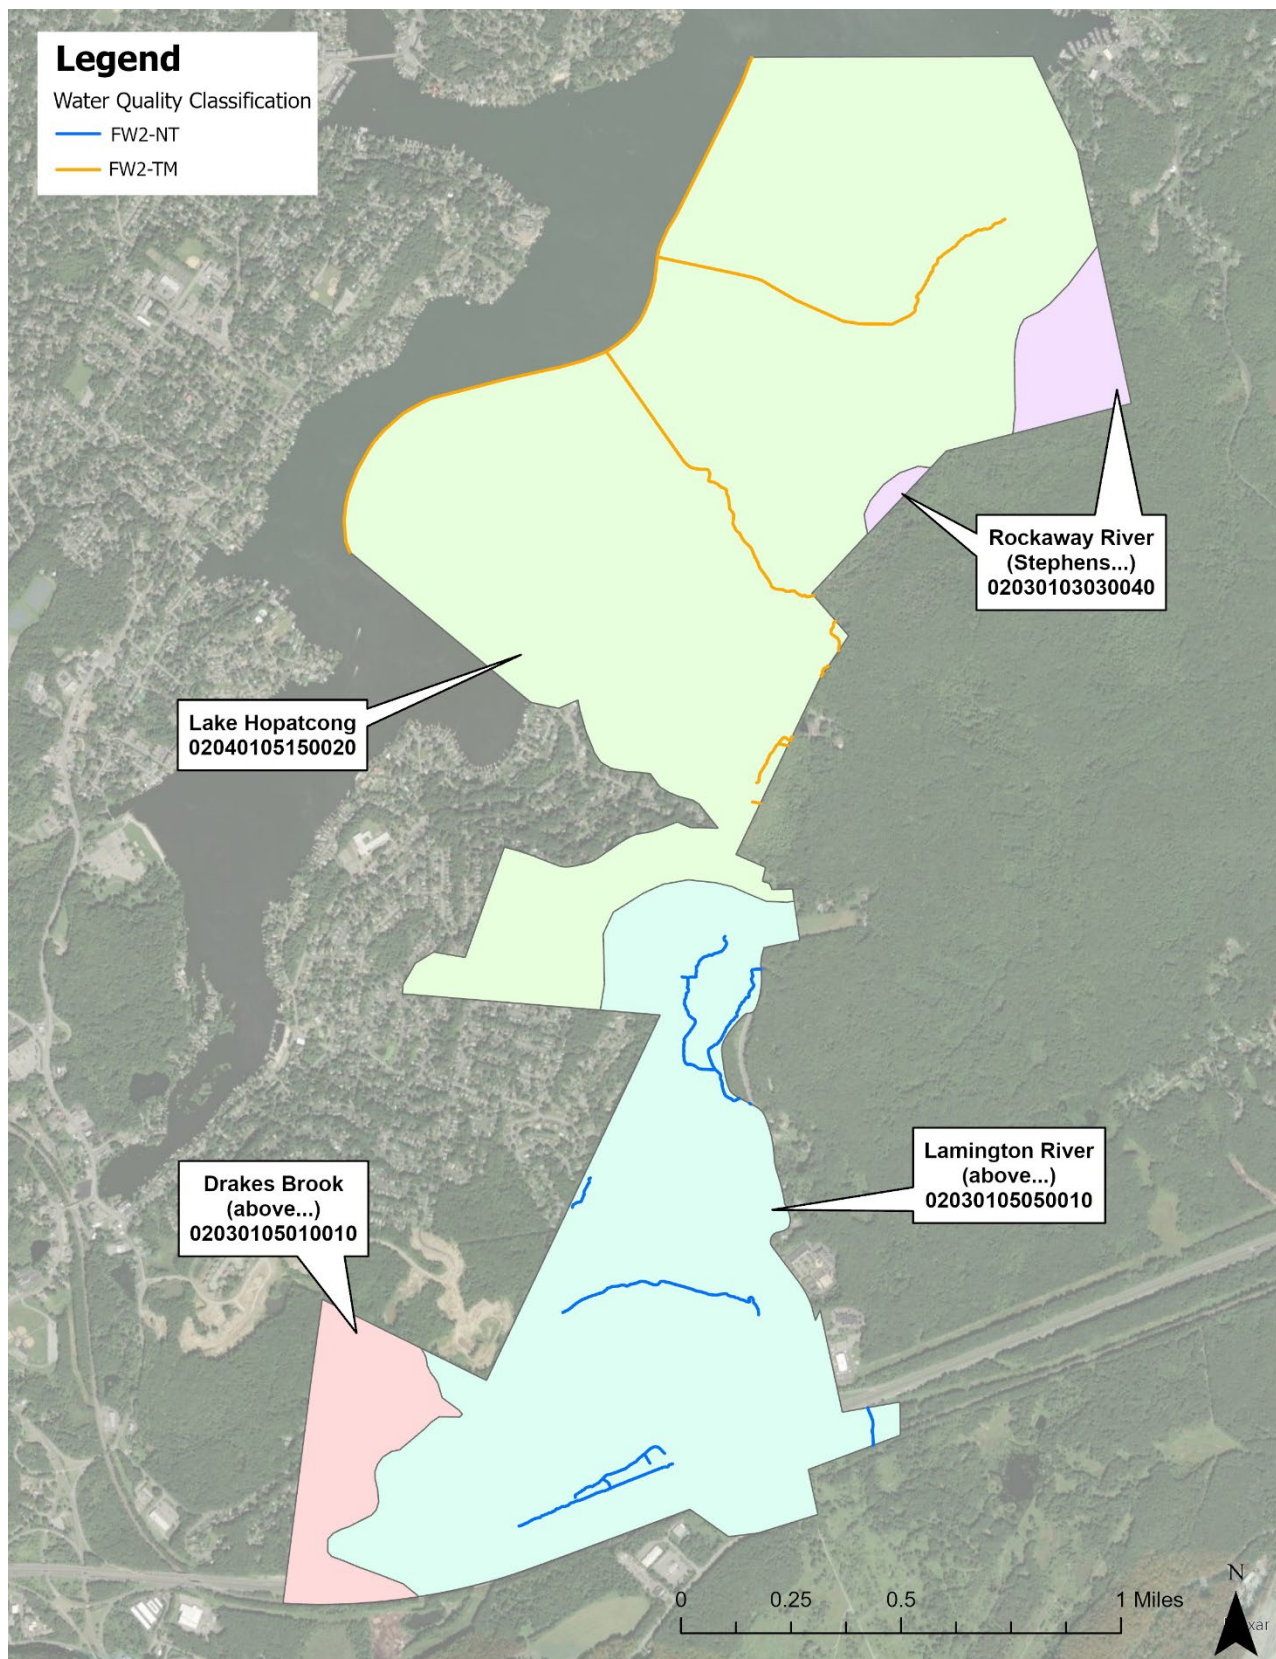 Legend
Water Quality Classification
FW2-NT
FW2-TM
Rockaway River
(Stephens...)
02030103030040
Lake Hopatcong
02040105150020
Lamington River
(above...)
02030105050010
Drakes Brook
(above...)
02030105010010
0 0.25 0.5 1 Miles
N